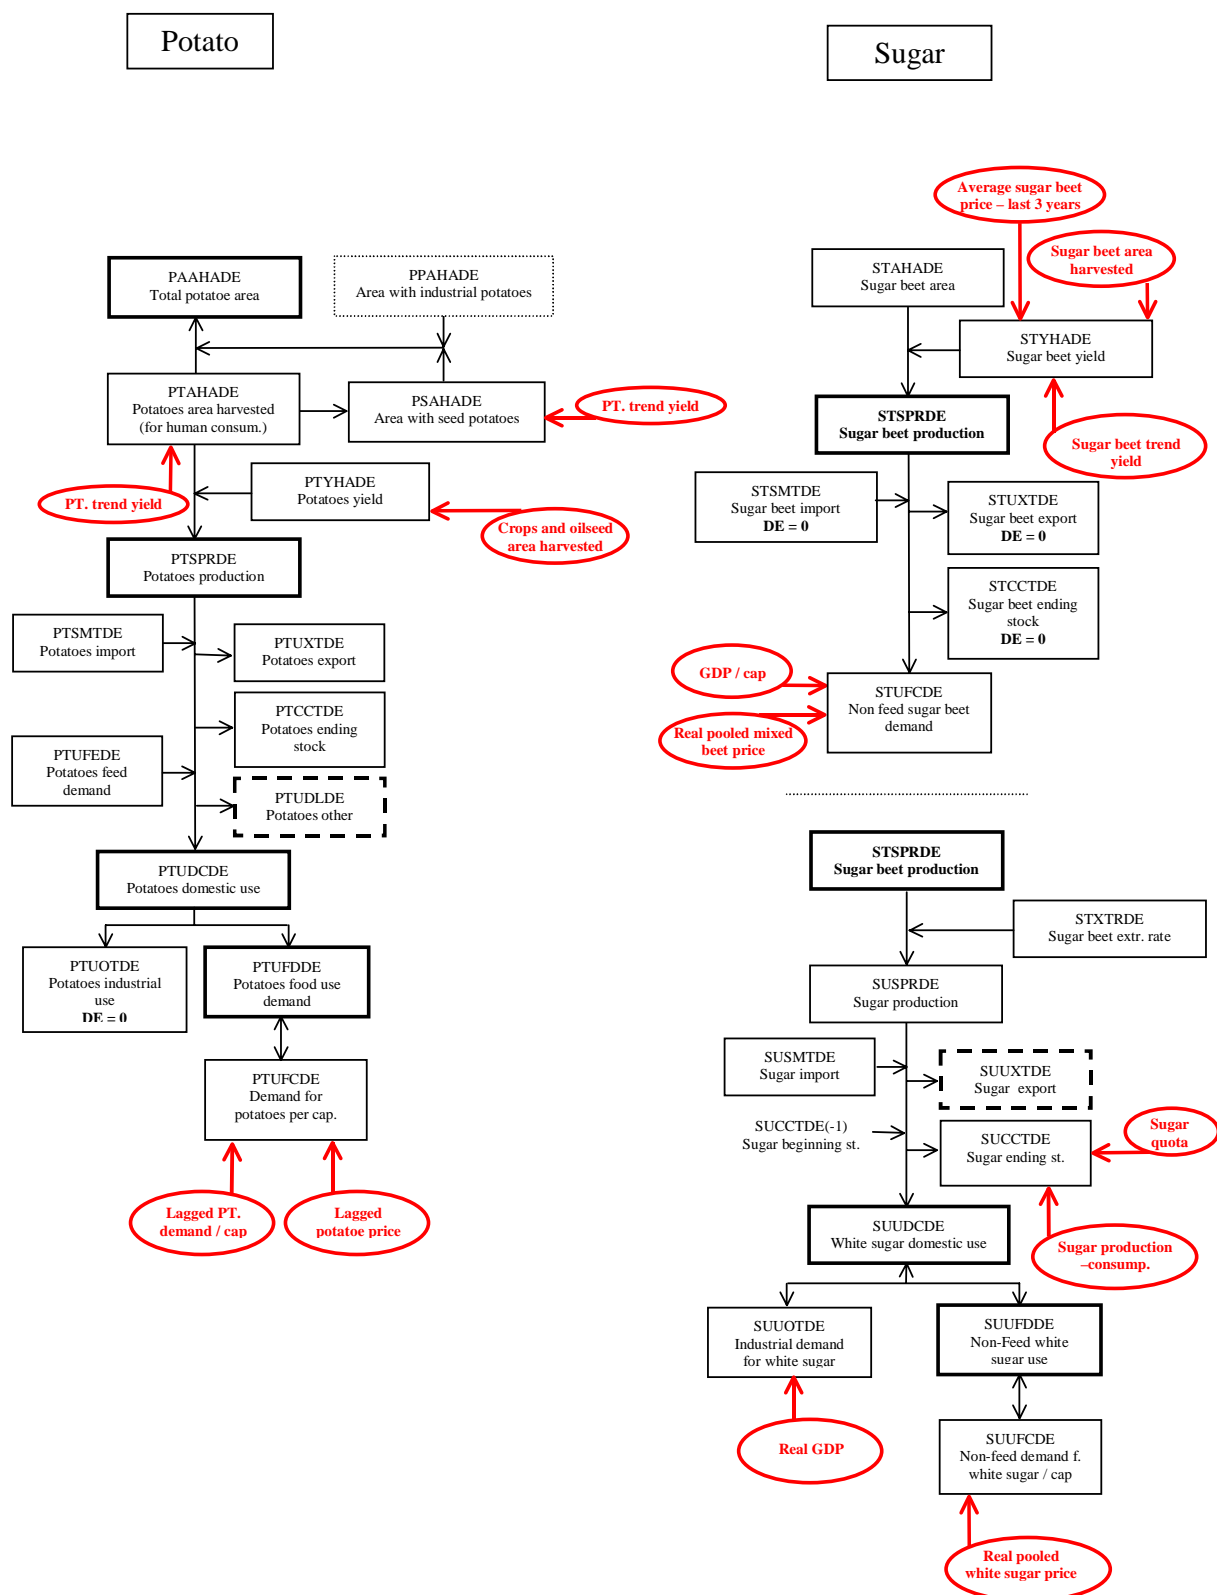 Potato
PAAHADE
Total potatoe area
PPAHADE
Area with industrial potatoes
PTAHADE
Potatoes area harvested
(for human consum.)
PSAHADE
Area with seed potatoes
PT. trend yield
PT. trend yield
PTYHADE
Potatoes yield
Crops and oilseed
area harvested
PTSPRDE
Potatoes production
PTSMTDE
Potatoes import
PTUXTDE
Potatoes export
PTCCTDE
Potatoes ending
stock
PTUFEDE
Potatoes feed
demand
PTUDLDE
Potatoes other
PTUDCDE
Potatoes domestic use
PTUOTDE
Potatoes industrial
use
DE = 0
PTUFDDE
Potatoes food use
demand
PTUFCDE
Demand for
potatoes per cap.
Lagged PT.
demand / cap
Lagged
potatoe price
Sugar
Average sugar beet
price – last 3 years
Sugar beet area
harvested
STAHADE
Sugar beet area
STYHADE
Sugar beet yield
STSPRDE
Sugar beet production
Sugar beet trend
yield
STSMTDE
Sugar beet import
DE = 0
STUXTDE
Sugar beet export
DE = 0
STCCTDE
Sugar beet ending
stock
DE = 0
GDP / cap
Real pooled mixed
beet price
STUFCDE
Non feed sugar beet
demand
STSPRDE
Sugar beet production
STXTRDE
Sugar beet extr. rate
SUSPRDE
Sugar production
SUSMTDE
Sugar import
SUUXTDE
Sugar export
SUCCTDE(-1)
Sugar beginning st.
SUCCTDE
Sugar ending st.
Sugar
quota
SUUDCDE
White sugar domestic use
Sugar production
–consump.
SUUOTDE
Industrial demand
for white sugar
SUUFDDE
Non-Feed white
sugar use
Real GDP
SUUFCDE
Non-feed demand f.
white sugar / cap
Real pooled
white sugar price